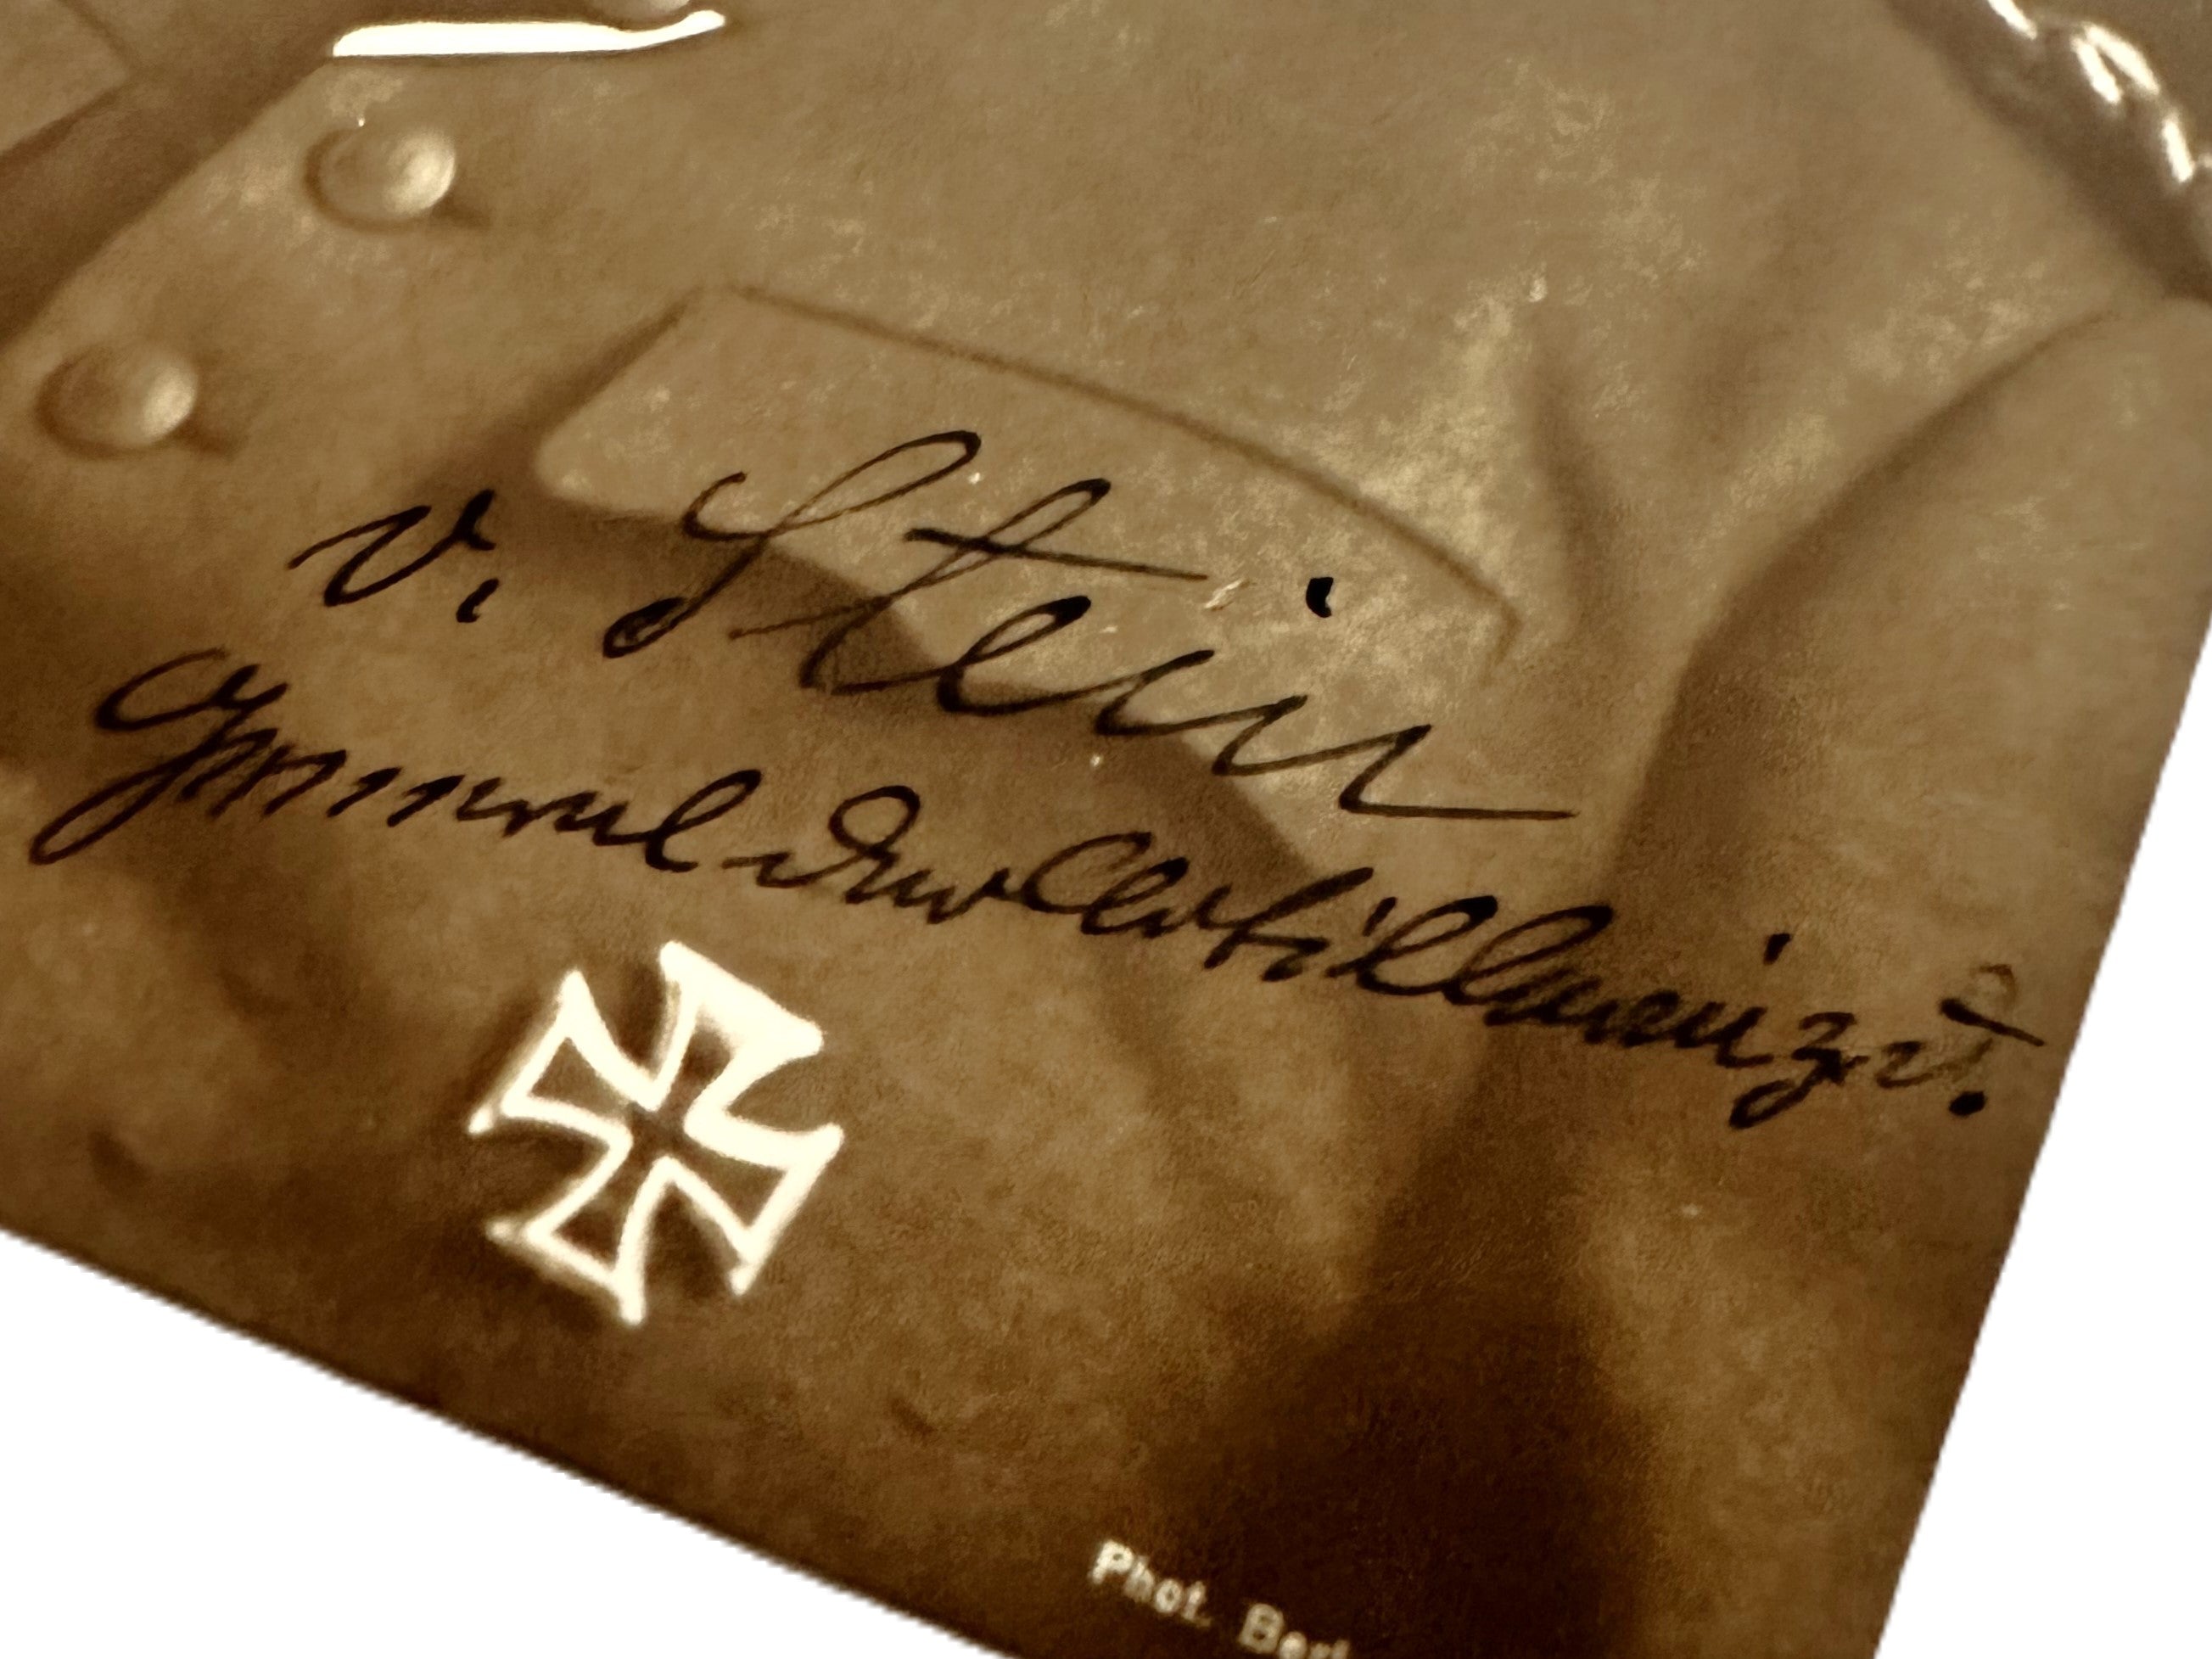 v. Stein
General der Artillerie z. D.
Phot. Berl